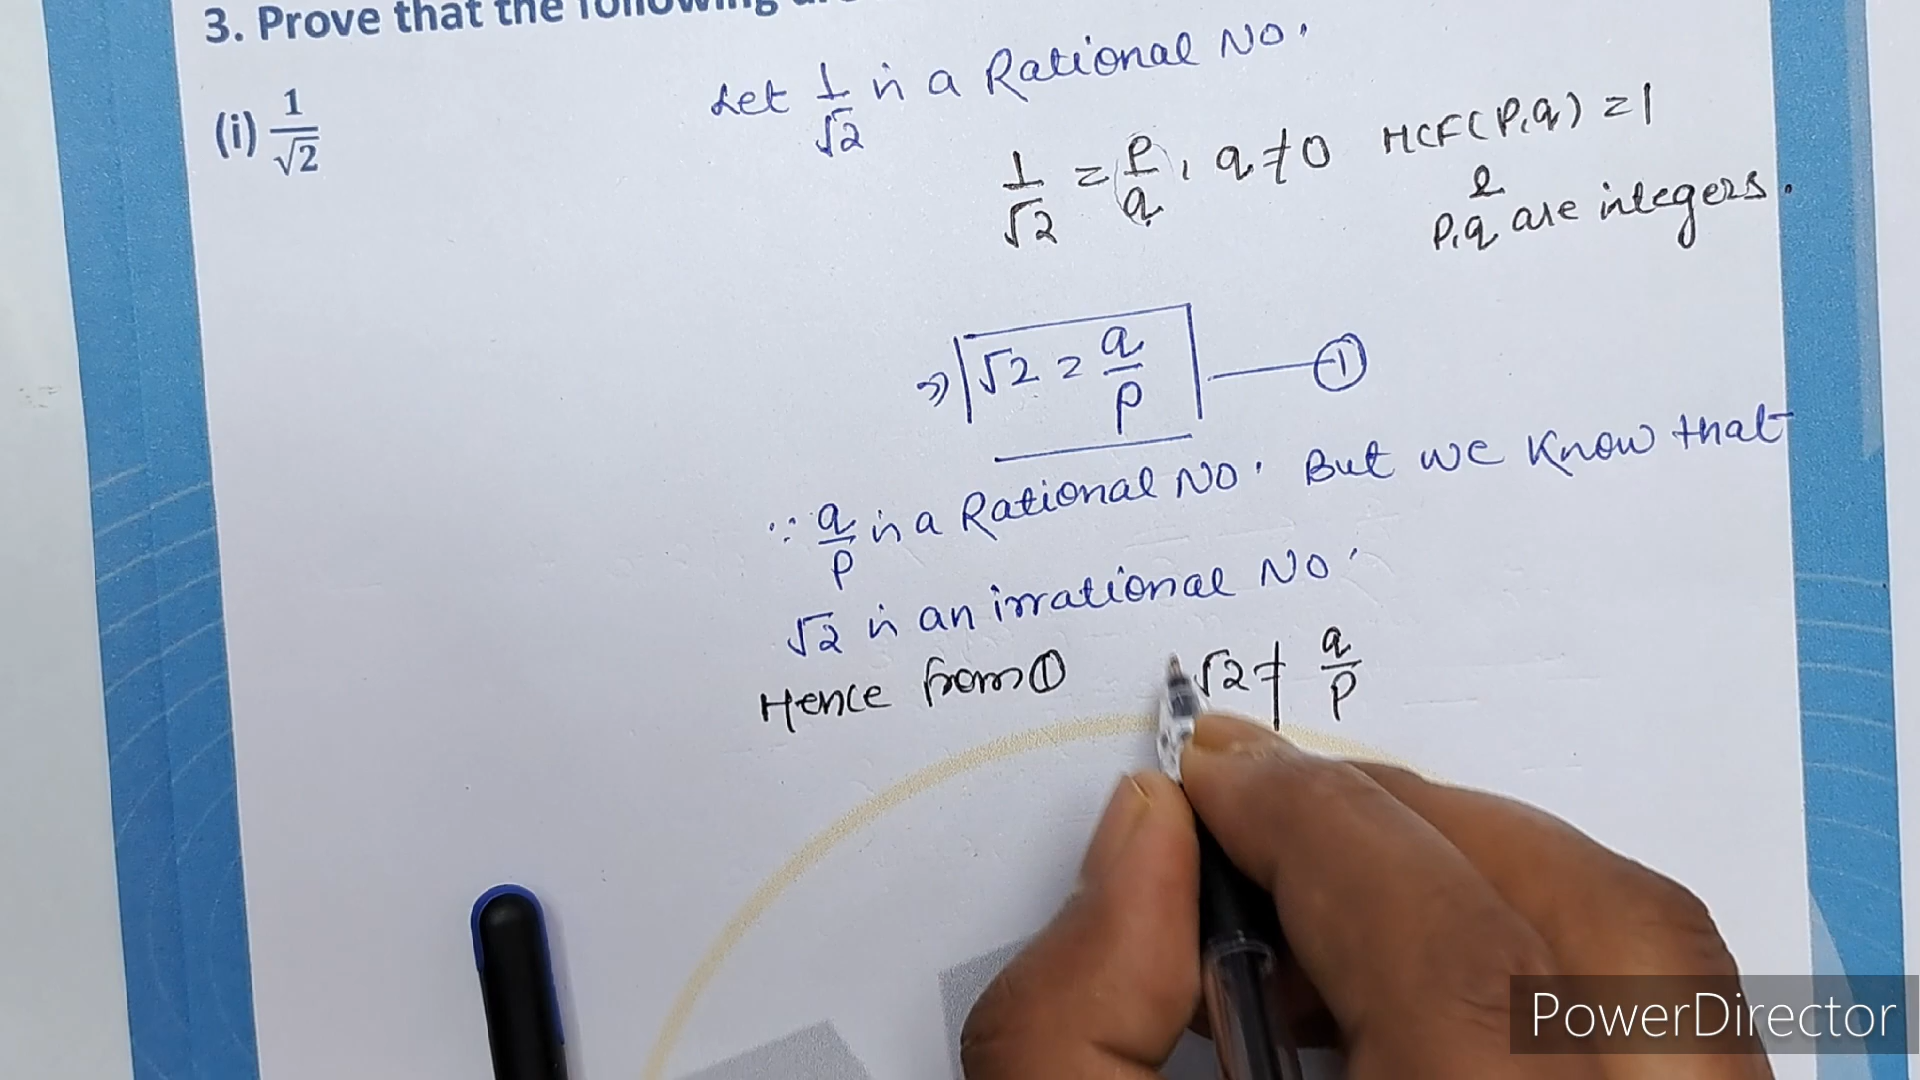 3. Prove that the following
(i) 1/√2
Let 1/√2 is a Rational No.
1/√2 = p/q, q ≠ 0 HCF(P,q) = 1
&
P,q are integers.
⇒ √2 = q/p — ①
∵ q/p is a Rational No. But we know that
√2 is an irrational No.
Hence from ① √2 ≠ q/p
PowerDirector